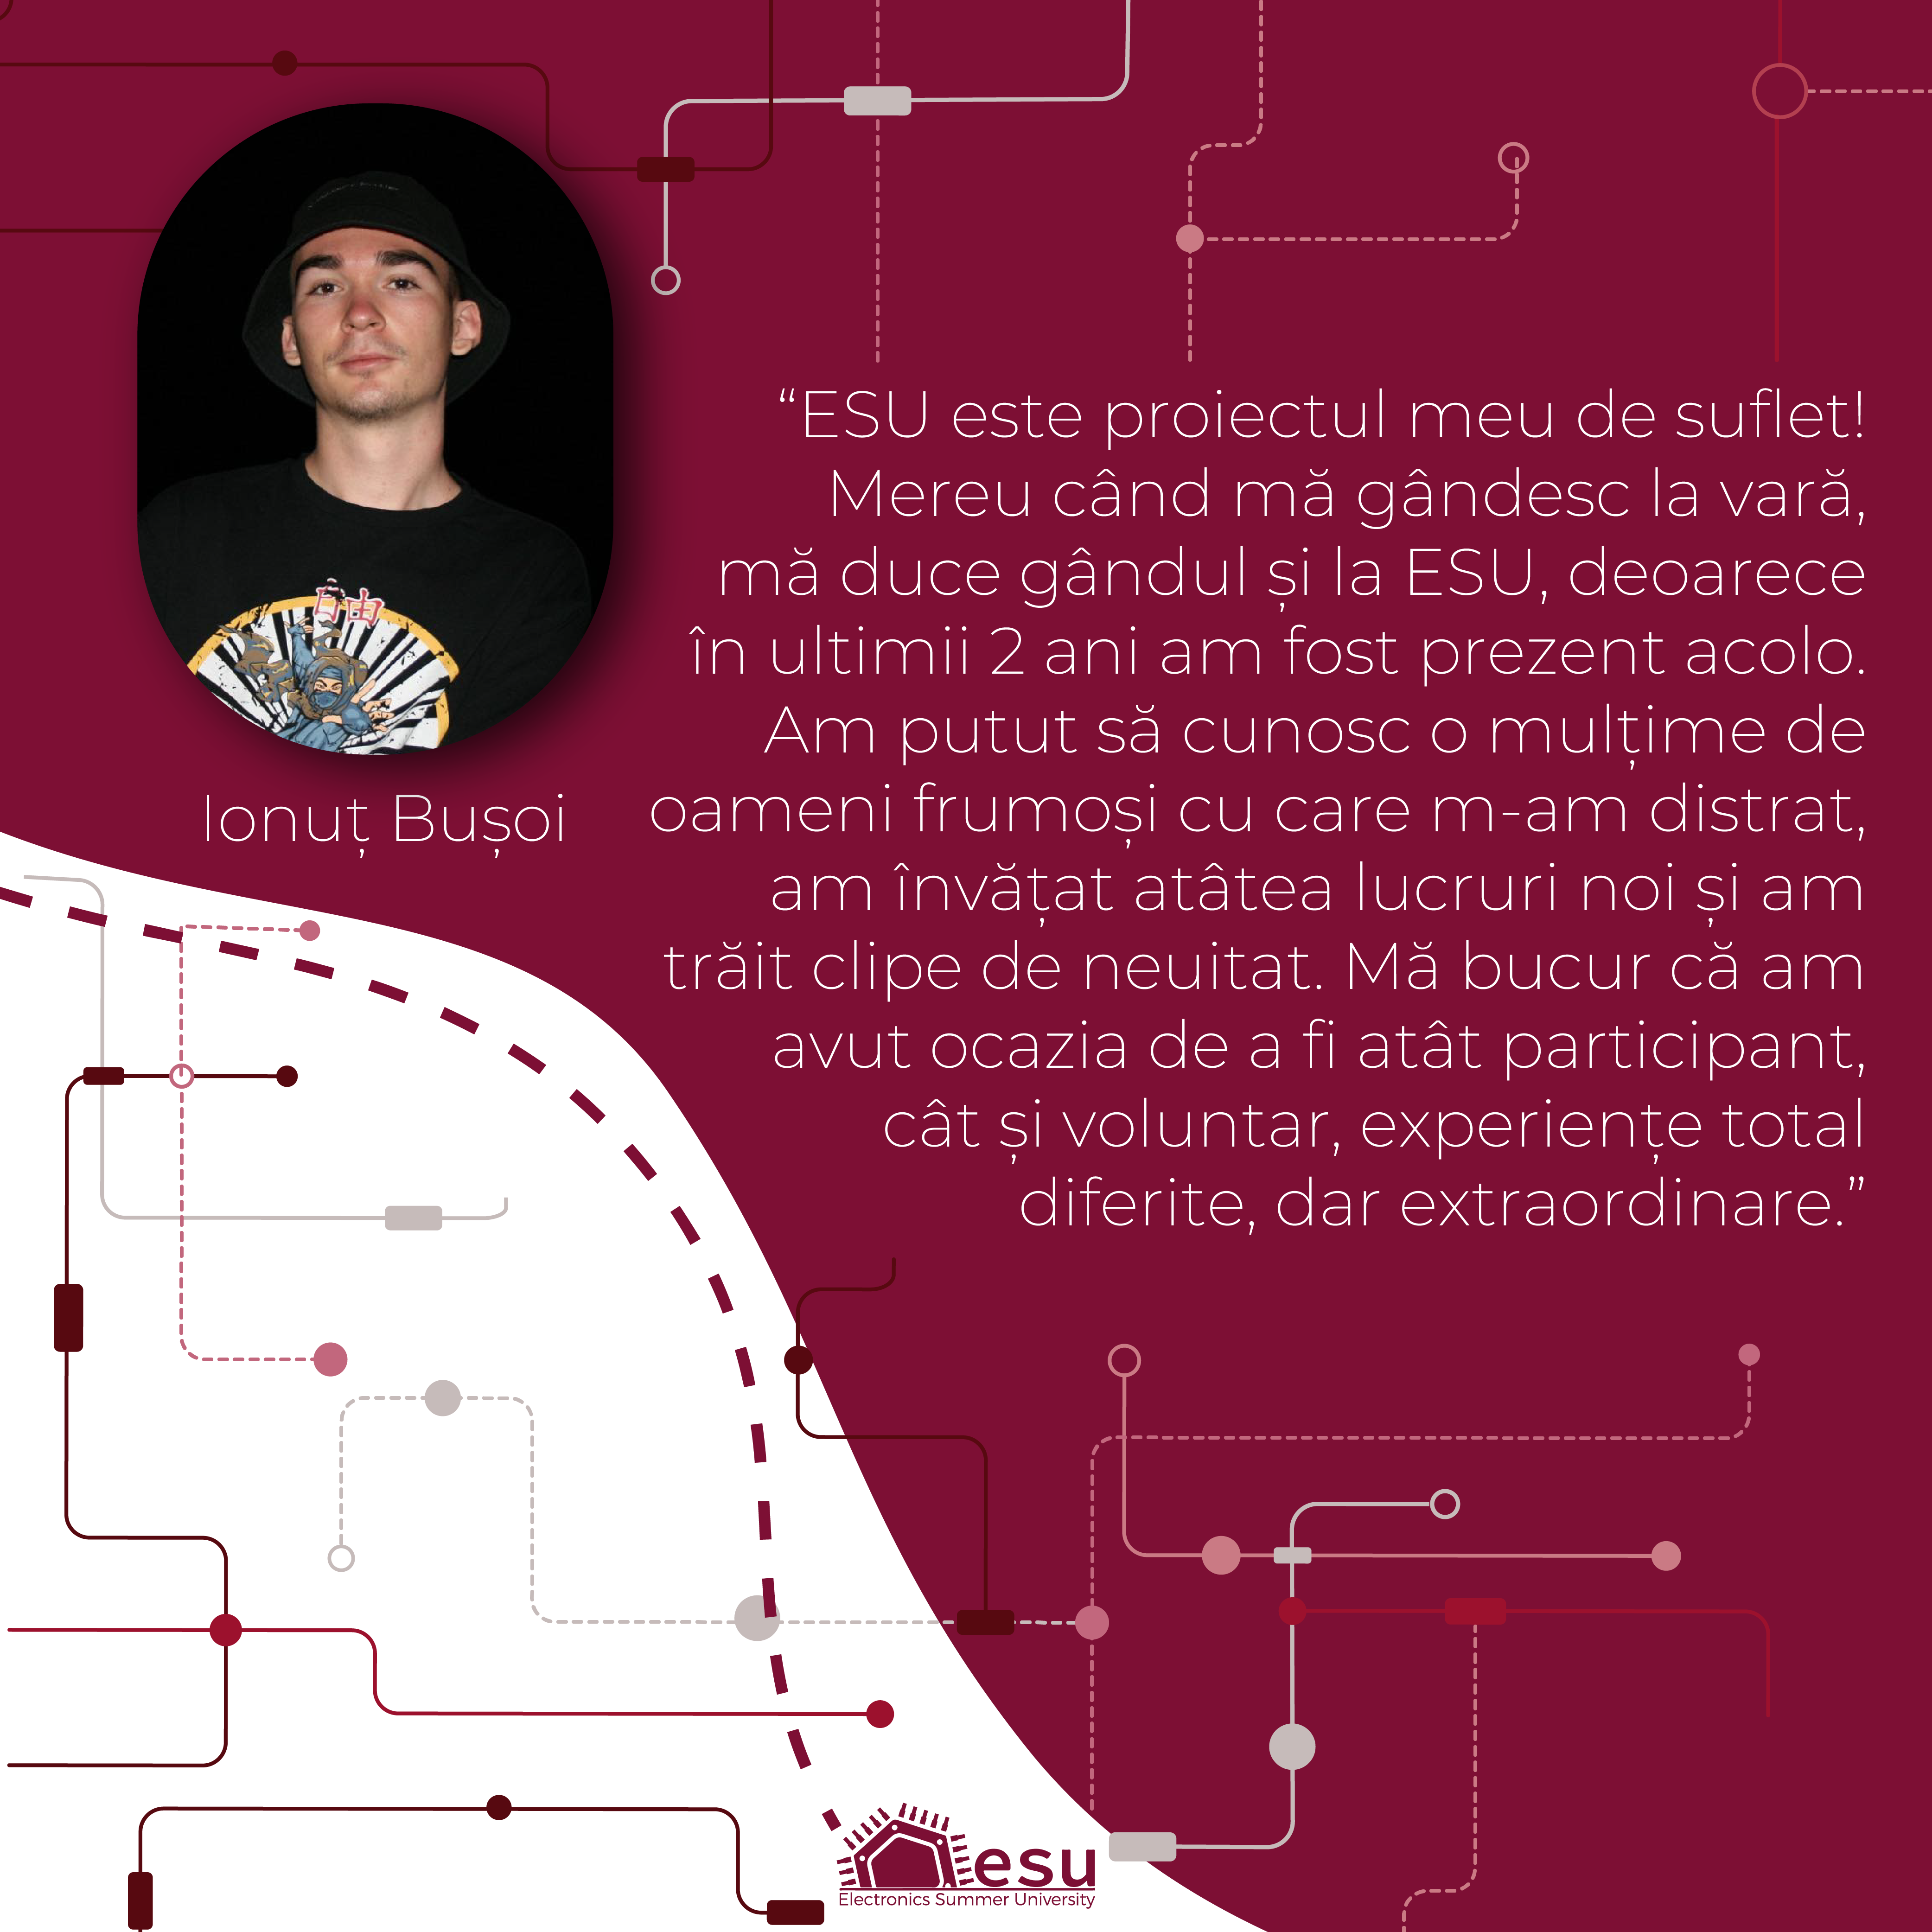 自由
Ionuț Bușoi
“ESU este proiectul meu de suflet!
Mereu când mă gândesc la vară,
mă duce gândul și la ESU, deoarece
în ultimii 2 ani am fost prezent acolo.
Am putut să cunosc o mulțime de
oameni frumoși cu care m-am distrat,
am învățat atâtea lucruri noi și am
trăit clipe de neuitat. Mă bucur că am
avut ocazia de a fi atât participant,
cât și voluntar, experiențe total
diferite, dar extraordinare.”
esu
Electronics Summer University